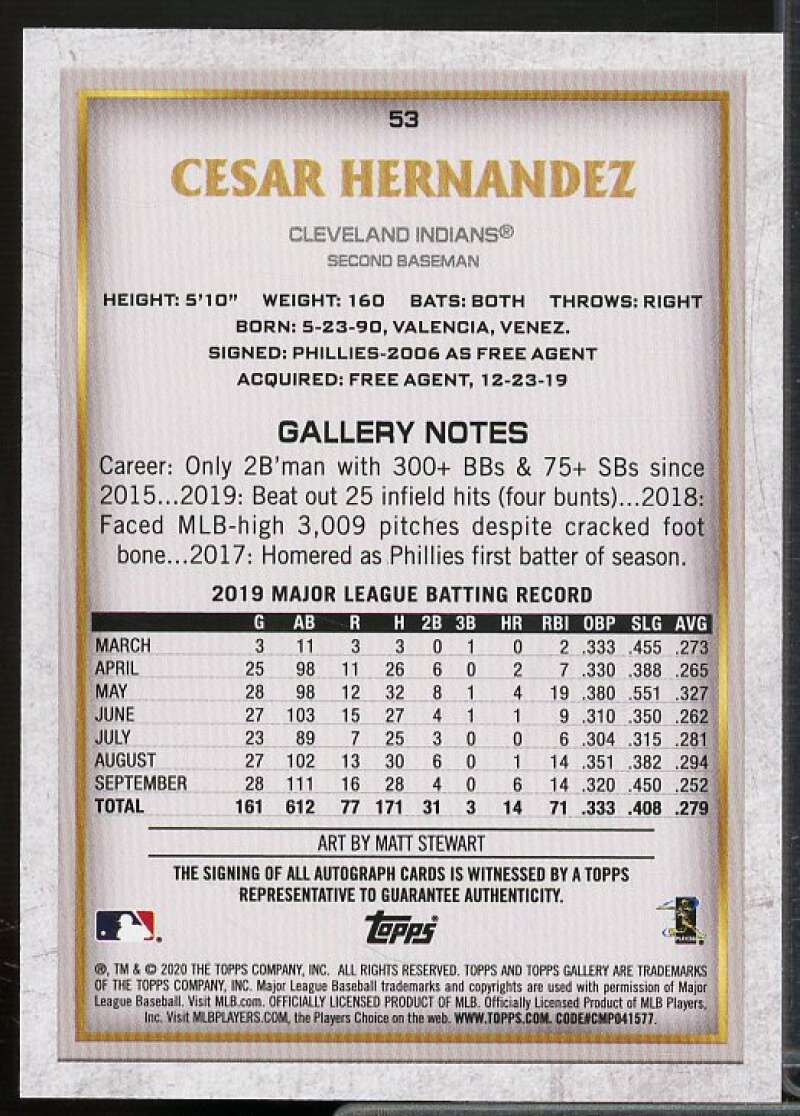 53
CESAR HERNANDEZ
CLEVELAND INDIANS®
SECOND BASEMAN
HEIGHT: 5'10" WEIGHT: 160 BATS: BOTH THROWS: RIGHT
BORN: 5-23-90, VALENCIA, VENEZ.
SIGNED: PHILLIES-2006 AS FREE AGENT
ACQUIRED: FREE AGENT, 12-23-19
GALLERY NOTES
Career: Only 2B'man with 300+ BBs & 75+ SBs since
2015...2019: Beat out 25 infield hits (four bunts)...2018:
Faced MLB-high 3,009 pitches despite cracked foot
bone...2017: Homered as Phillies first batter of season.
2019 MAJOR LEAGUE BATTING RECORD
G AB R H 2B 3B HR RBI OBP SLG AVG
MARCH 3 11 3 3 0 1 0 2 .333 .455 .273
APRIL 25 98 11 26 6 0 2 7 .330 .388 .265
MAY 28 98 12 32 8 1 4 19 .380 .551 .327
JUNE 27 103 15 27 4 1 1 9 .310 .350 .262
JULY 23 89 7 25 3 0 0 6 .304 .315 .281
AUGUST 27 102 13 30 6 0 1 14 .351 .382 .294
SEPTEMBER 28 111 16 28 4 0 6 14 .320 .450 .252
TOTAL 161 612 77 171 31 3 14 71 .333 .408 .279
ART BY MATT STEWART
THE SIGNING OF ALL AUTOGRAPH CARDS IS WITNESSED BY A TOPPS
REPRESENTATIVE TO GUARANTEE AUTHENTICITY.
Topps®
®, TM & © 2020 THE TOPPS COMPANY, INC. ALL RIGHTS RESERVED. TOPPS AND TOPPS GALLERY ARE TRADEMARKS
OF THE TOPPS COMPANY, INC. Major League Baseball trademarks and copyrights are used with permission of Major
League Baseball. Visit MLB.com. OFFICIALLY LICENSED PRODUCT OF MLB. Officially Licensed Product of MLB Players,
Inc. Visit MLBPLAYERS.COM, the Players Choice on the web. WWW.TOPPS.COM. CODE#CMP041577.